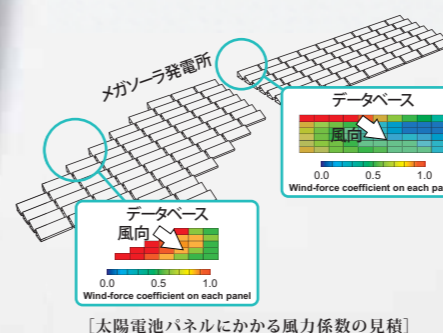 メガソーラ発電所
データベース
風向
0.0 0.5 1.0
Wind-force coefficient on each pa
データベース
風向
0.0 0.5 1.0
Wind-force coefficient on each panel
［太陽電池パネルにかかる風力係数の見積］